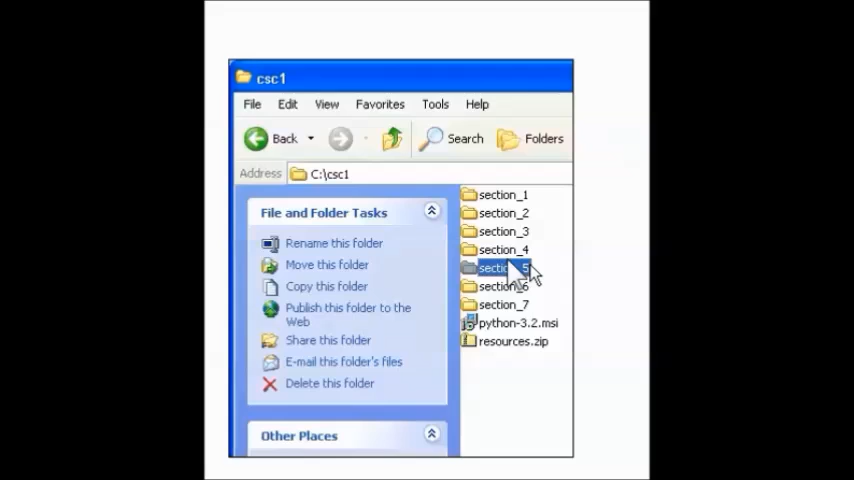 csc1
File Edit View Favorites Tools Help
Back Search Folders
Address C:\csc1
File and Folder Tasks
Rename this folder
Move this folder
Copy this folder
Publish this folder to the
Web
Share this folder
E-mail this folder's files
Delete this folder
Other Places
section_1
section_2
section_3
section_4
section_6
section_7
python-3.2.msi
resources.zip